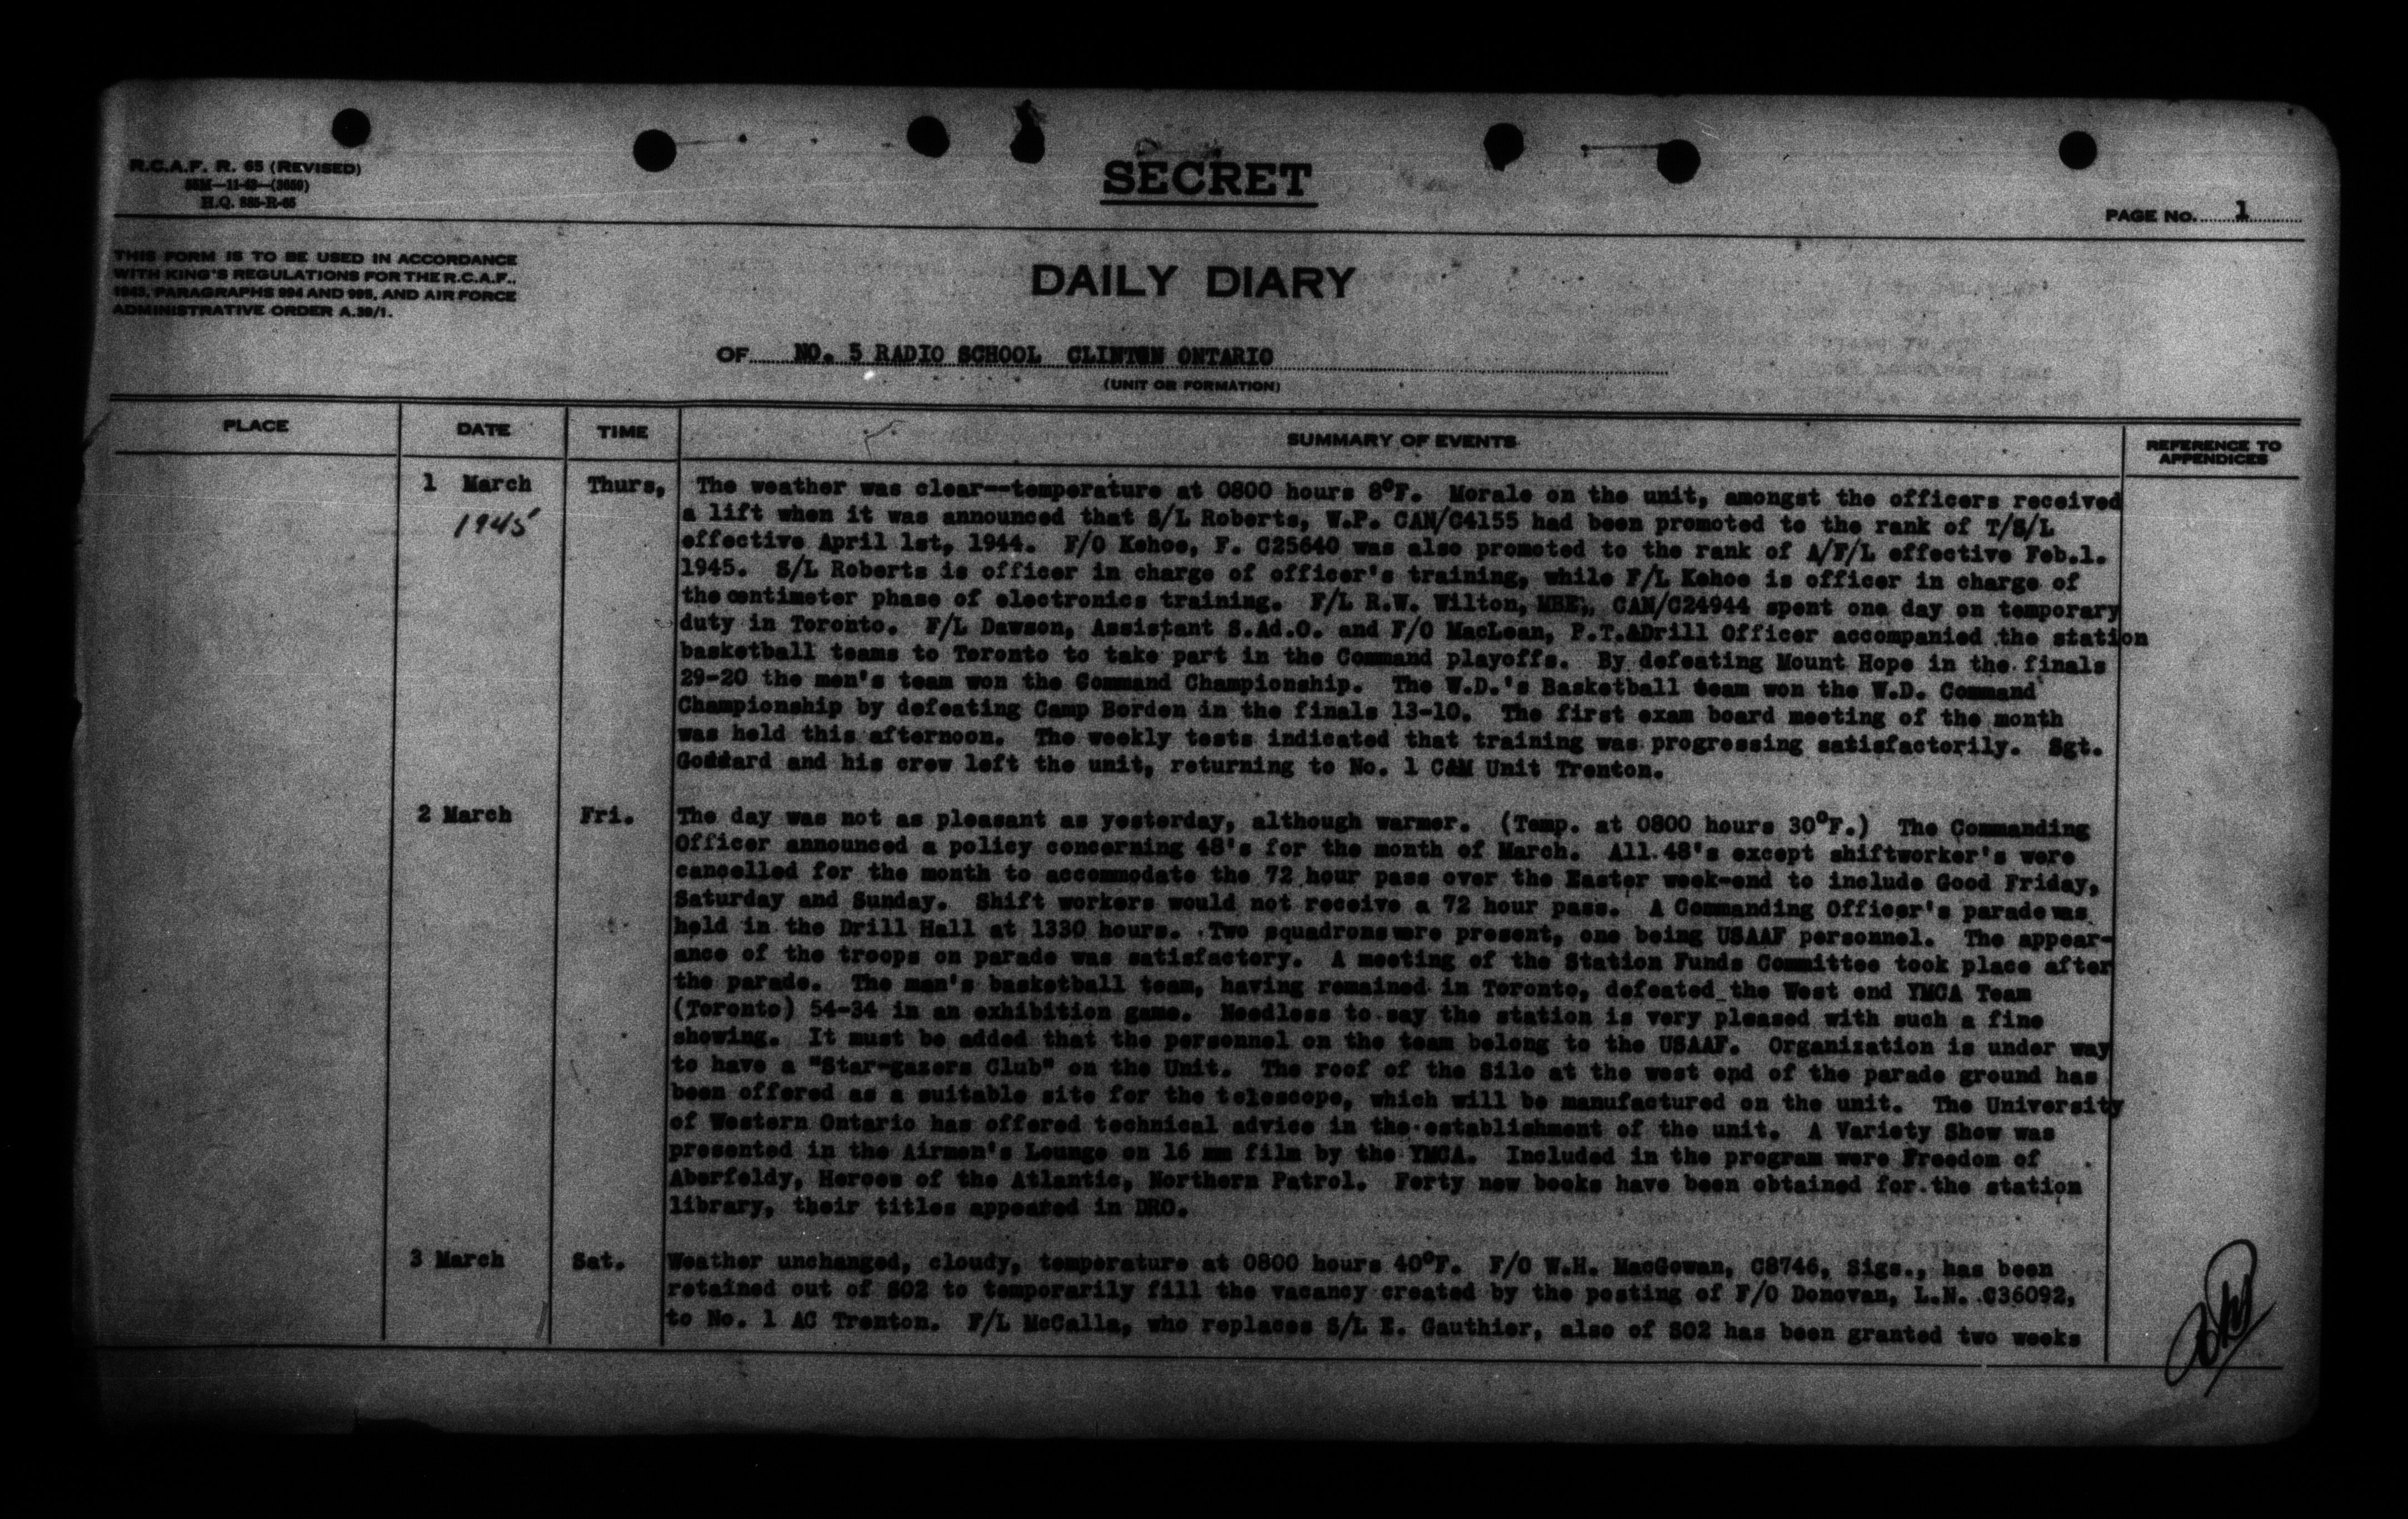 R.C.A.F. R. 65 (REVISED)
H.Q. 885-R-65
SECRET
PAGE NO. 1
THIS FORM IS TO BE USED IN ACCORDANCE
WITH KING'S REGULATIONS FOR THE R.C.A.F.,
1943, PARAGRAPHS 994 AND 995, AND AIR FORCE
ADMINISTRATIVE ORDER A.39/1.
DAILY DIARY
OF NO. 5 RADIO SCHOOL CLINTON ONTARIO
(UNIT OR FORMATION)
PLACE DATE TIME SUMMARY OF EVENTS REFERENCE TO APPENDICES
1 March 1945 Thurs, The weather was clear--temperature at 0800 hours 8°F. Morale on the unit, amongst the officers received
a lift when it was announced that S/L Roberts, W.P. CAN/C4155 had been promoted to the rank of T/S/L
effective April 1st, 1944. F/O Kehoe, F. C25640 was also promoted to the rank of A/F/L effective Feb.1.
1945. S/L Roberts is officer in charge of officer's training, while F/L Kehoe is officer in charge of
the centimeter phase of electronics training. F/L R.W. Wilton, MBE, CAN/C24944 spent one day on temporary
duty in Toronto. F/L Dawson, Assistant S.Ad.O. and F/O MacLean, P.T.&Drill Officer accompanied the station
basketball teams to Toronto to take part in the Command playoffs. By defeating Mount Hope in the finals
29-20 the men's team won the Command Championship. The W.D.'s Basketball team won the W.D. Command
Championship by defeating Camp Borden in the finals 13-10. The first exam board meeting of the month
was held this afternoon. The weekly tests indicated that training was progressing satisfactorily. Sgt.
Goddard and his crew left the unit, returning to No. 1 CAM Unit Trenton.
2 March Fri. The day was not as pleasant as yesterday, although warmer. (Temp. at 0800 hours 30°F.) The Commanding
Officer announced a policy concerning 48's for the month of March. All 48's except shiftworker's were
cancelled for the month to accommodate the 72 hour pass over the Easter week-end to include Good Friday,
Saturday and Sunday. Shift workers would not receive a 72 hour pass. A Commanding Officer's parade was
held in the Drill Hall at 1330 hours. Two squadrons were present, one being USAAF personnel. The appear-
ance of the troops on parade was satisfactory. A meeting of the Station Funds Committee took place after
the parade. The man's basketball team, having remained in Toronto, defeated the West end YMCA Team
(Toronto) 54-34 in an exhibition game. Needless to say the station is very pleased with such a fine
showing. It must be added that the personnel on the team belong to the USAAF. Organization is under way
to have a "Star-gazers Club" on the Unit. The roof of the Silo at the west end of the parade ground has
been offered as a suitable site for the telescope, which will be manufactured on the unit. The University
of Western Ontario has offered technical advice in the establishment of the unit. A Variety Show was
presented in the Airmen's Lounge on 16 mm film by the YMCA. Included in the program were Freedom of
Aberfeldy, Heroes of the Atlantic, Northern Patrol. Forty new books have been obtained for the station
library, their titles appeared in DRO.
3 March Sat. Weather unchanged, cloudy, temperature at 0800 hours 40°F. F/O W.H. MacGowan, C8746, Sigs., has been
retained out of SO2 to temporarily fill the vacancy created by the posting of F/O Donovan, L.N. C36092,
to No. 1 AC Trenton. F/L McCalla, who replaces S/L E. Gauthier, also of SO2 has been granted two weeks